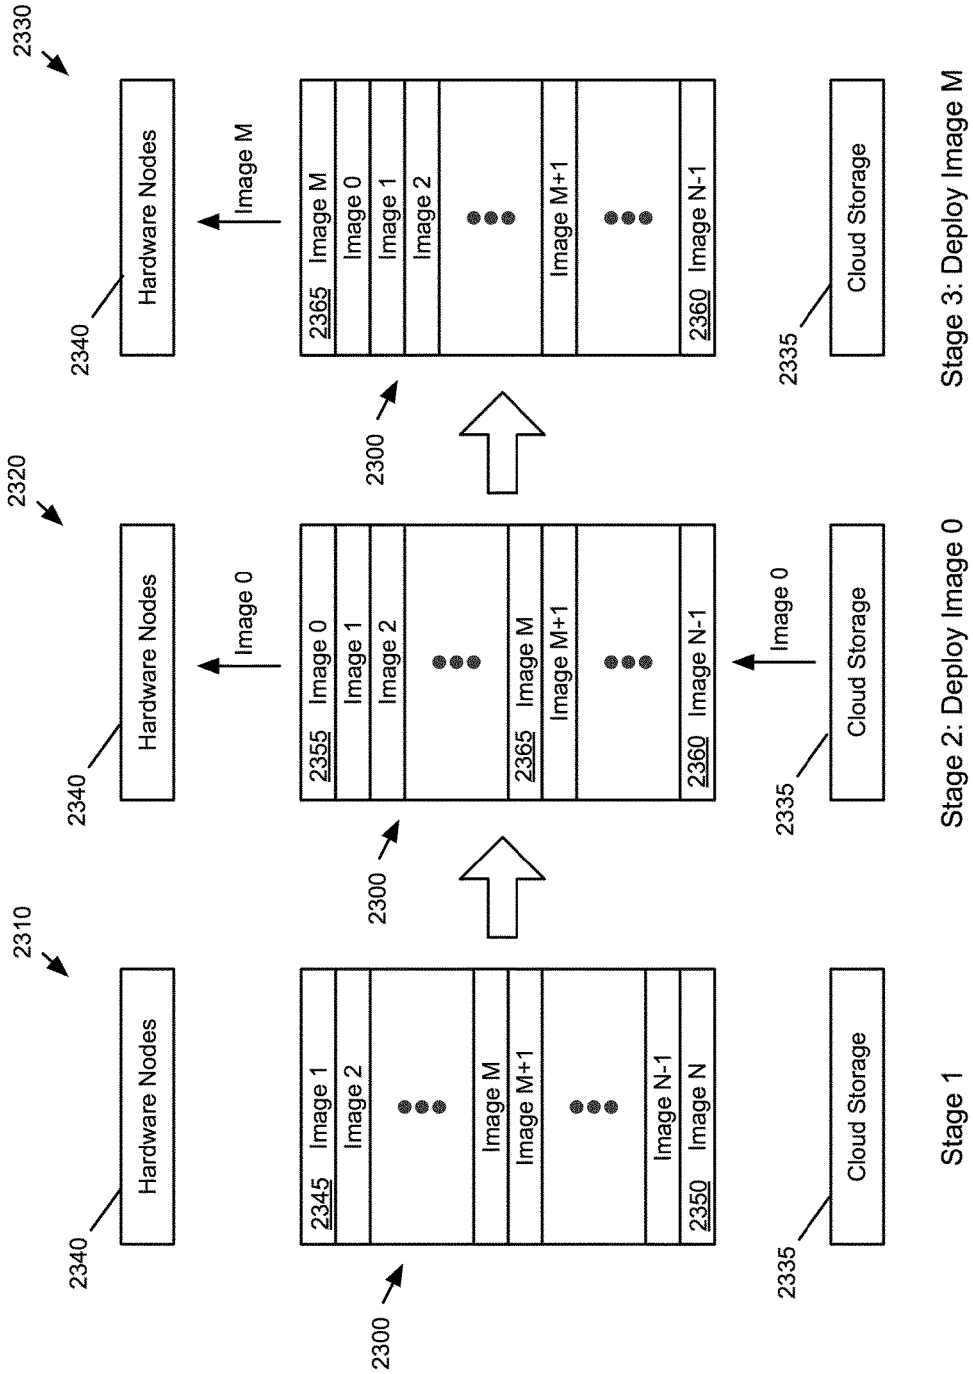 2310
Hardware Nodes
2340
2345 Image 1
Image 2
Image M
Image M+1
Image N-1
2350 Image N
2300
Cloud Storage
2335
Stage 1
2320
Hardware Nodes
2340
Image 0
2355 Image 0
Image 1
Image 2
2365 Image M
Image M+1
2360 Image N-1
2300
Image 0
Cloud Storage
2335
Stage 2: Deploy Image 0
2330
Hardware Nodes
2340
Image M
2365 Image M
Image 0
Image 1
Image 2
Image M+1
2360 Image N-1
2300
Cloud Storage
2335
Stage 3: Deploy Image M